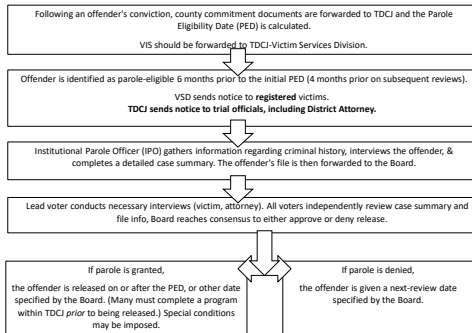 Following an offender's conviction, county commitment documents are forwarded to TDCJ and the Parole
Eligibility Date (PED) is calculated.
VIS should be forwarded to TDCJ-Victim Services Division.
Offender is identified as parole-eligible 6 months prior to the initial PED (4 months prior on subsequent reviews).
VSD sends notice to registered victims.
TDCJ sends notice to trial officials, including District Attorney.
Institutional Parole Officer (IPO) gathers information regarding criminal history, interviews the offender, &
completes a detailed case summary. The offender's file is then forwarded to the Board.
Lead voter conducts necessary interviews (victim, attorney). All voters independently review case summary and
file info, Board reaches consensus to either approve or deny release.
If parole is granted,
the offender is released on or after the PED, or other date
specified by the Board. (Many must complete a program
within TDCJ prior to being released.) Special conditions
may be imposed.
If parole is denied,
the offender is given a next-review date
specified by the Board.